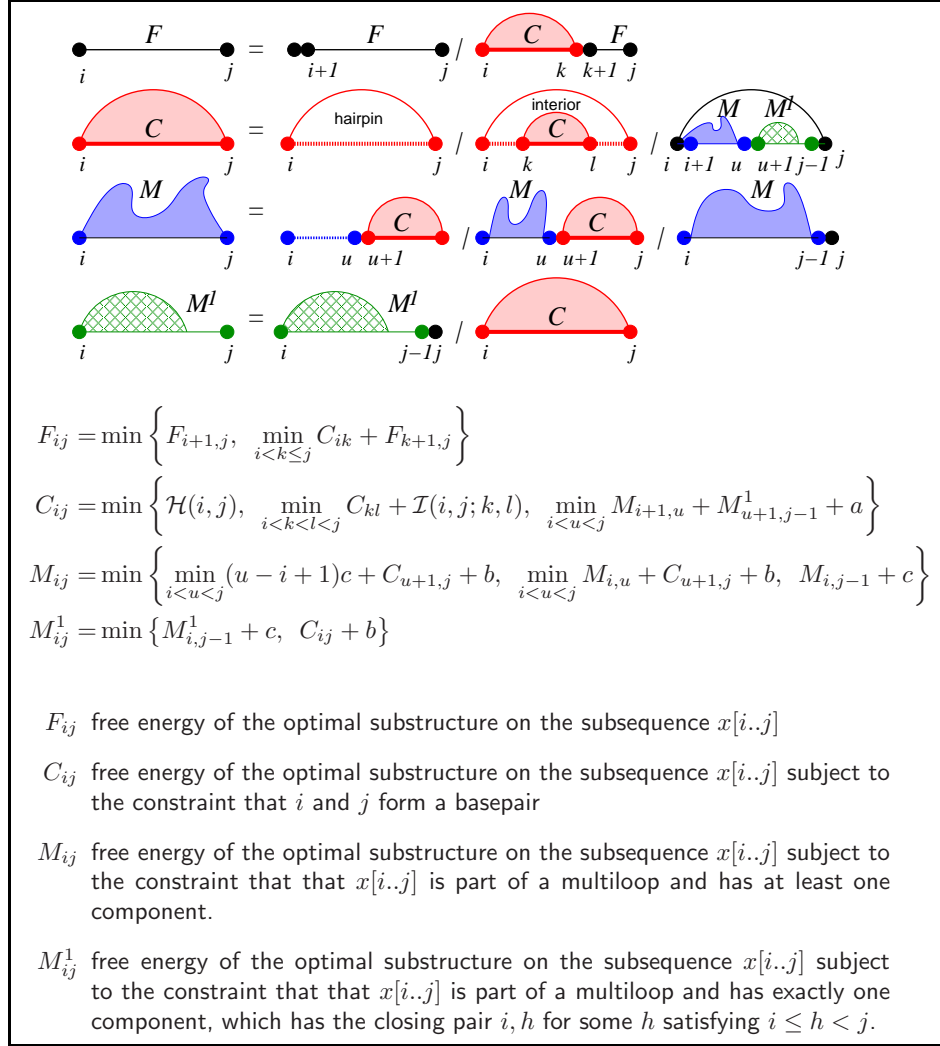 F = F / C F
i j i+1 j i k k+1 j
C = hairpin / interior C / M M¹
i j i j i k l j i i+1 u u+1 j−1 j
M = C / M C / M
i j i u u+1 j i u u+1 j i j−1 j
M¹ = M¹ / C
i j i j−1 j i j
F_{ij} = min { F_{i+1,j}, min_{i<k≤j} C_{ik} + F_{k+1,j} }
C_{ij} = min { ℋ(i, j), min_{i<k<l<j} C_{kl} + ℐ(i, j; k, l), min_{i<u<j} M_{i+1,u} + M^1_{u+1,j−1} + a }
M_{ij} = min { min_{i<u<j} (u − i + 1)c + C_{u+1,j} + b, min_{i<u<j} M_{i,u} + C_{u+1,j} + b, M_{i,j−1} + c }
M^1_{ij} = min { M^1_{i,j−1} + c, C_{ij} + b }
F_{ij} free energy of the optimal substructure on the subsequence x[i..j]
C_{ij} free energy of the optimal substructure on the subsequence x[i..j] subject to
the constraint that i and j form a basepair
M_{ij} free energy of the optimal substructure on the subsequence x[i..j] subject to
the constraint that that x[i..j] is part of a multiloop and has at least one
component.
M^1_{ij} free energy of the optimal substructure on the subsequence x[i..j] subject
to the constraint that that x[i..j] is part of a multiloop and has exactly one
component, which has the closing pair i, h for some h satisfying i ≤ h < j.